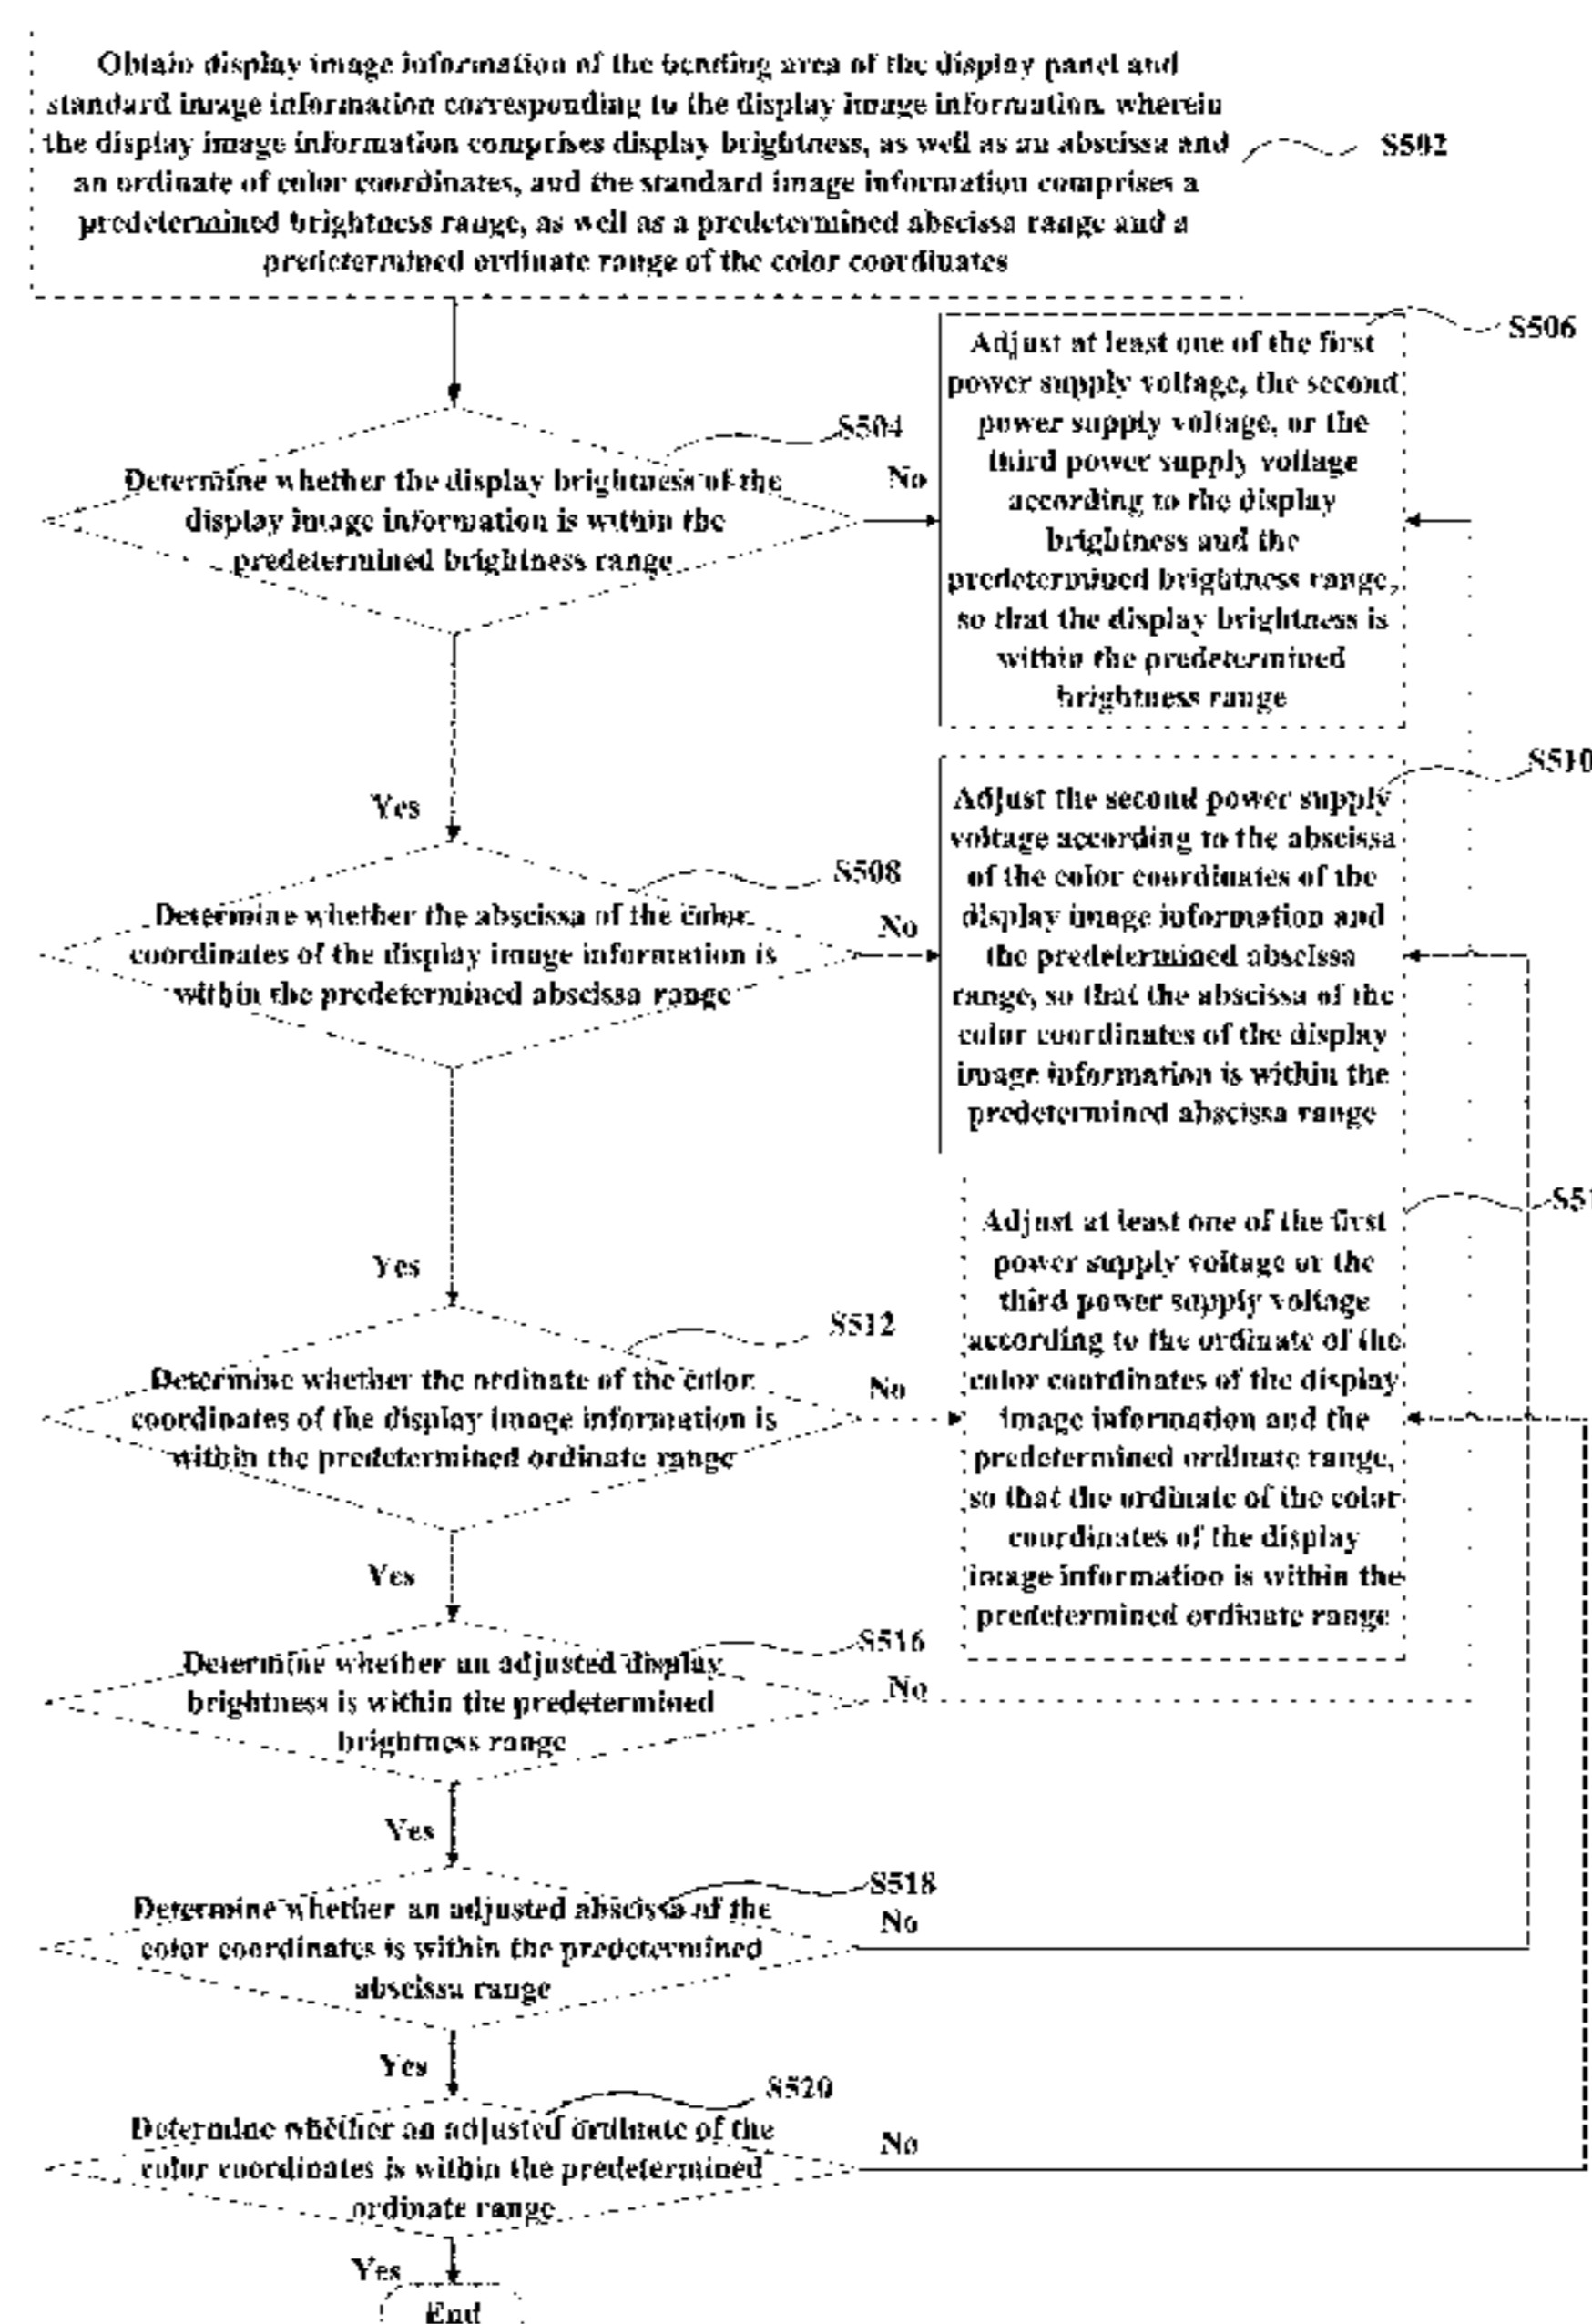 Obtain display image information of the bending area of the display panel and
standard image information corresponding to the display image information, wherein
the display image information comprises display brightness, as well as an abscissa and
an ordinate of color coordinates, and the standard image information comprises a
predetermined brightness range, as well as a predetermined abscissa range and a
predetermined ordinate range of the color coordinates
S502
S506
Adjust at least one of the first
power supply voltage, the second
power supply voltage, or the
third power supply voltage
according to the display
brightness and the
predetermined brightness range,
so that the display brightness is
within the predetermined
brightness range
S504
Determine whether the display brightness of the
display image information is within the
predetermined brightness range
No
Yes
S510
Adjust the second power supply
voltage according to the abscissa
of the color coordinates of the
display image information and
the predetermined abscissa
range, so that the abscissa of the
color coordinates of the display
image information is within the
predetermined abscissa range
S508
Determine whether the abscissa of the color
coordinates of the display image information is
within the predetermined abscissa range
No
Yes
S51
Adjust at least one of the first
power supply voltage or the
third power supply voltage
according to the ordinate of the
color coordinates of the display
image information and the
predetermined ordinate range,
so that the ordinate of the color
coordinates of the display
image information is within the
predetermined ordinate range
S512
Determine whether the ordinate of the color
coordinates of the display image information is
within the predetermined ordinate range
No
Yes
S516
Determine whether an adjusted display
brightness is within the predetermined
brightness range
No
Yes
S518
Determine whether an adjusted abscissa of the
color coordinates is within the predetermined
abscissa range
No
Yes
S520
Determine whether an adjusted ordinate of the
color coordinates is within the predetermined
ordinate range
No
Yes
End